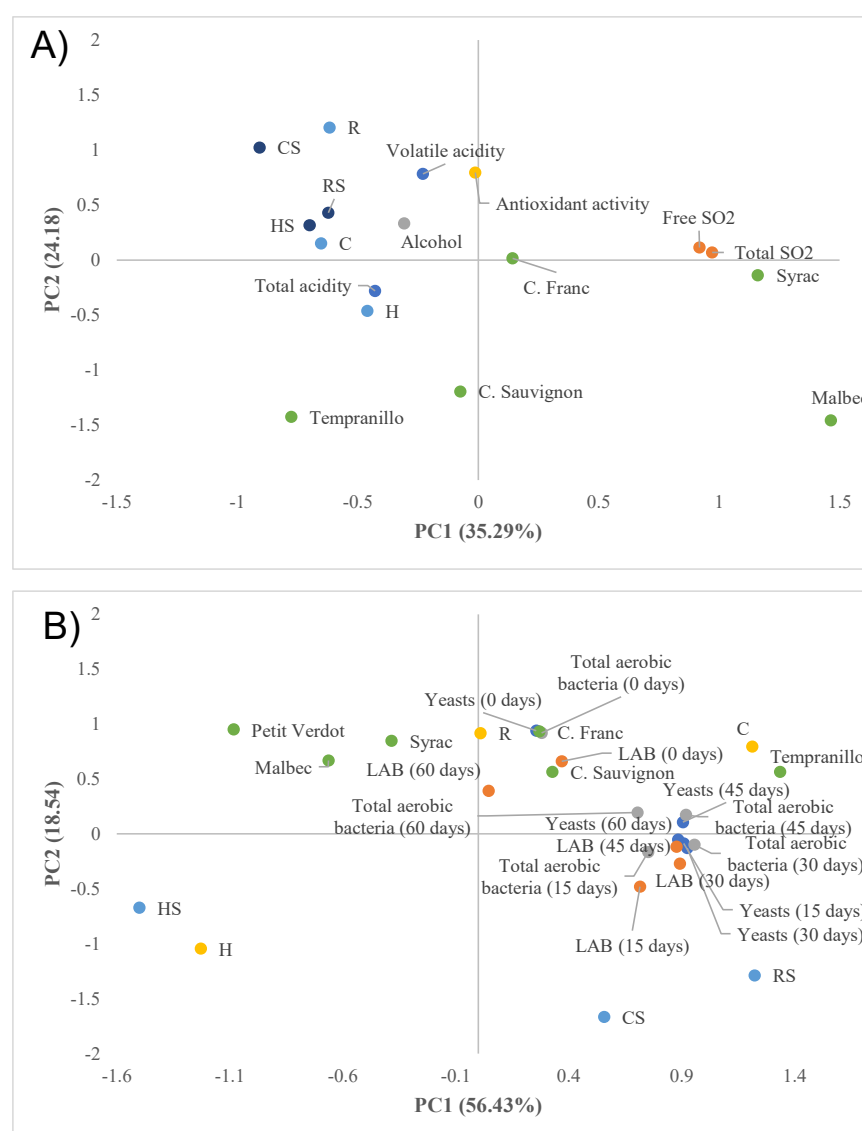 A)
2
1.5
1
0.5
0
-0.5
-1
-1.5
-2
PC2 (24.18)
R
CS
Volatile acidity
RS
Antioxidant activity
HS
Alcohol
C
Free SO2
Total SO2
Total acidity
C. Franc
Syrac
H
C. Sauvignon
Tempranillo
Malbec
-1.5
-1
-0.5
0
0.5
1
1.5
PC1 (35.29%)
B)
2
1.5
1
0.5
0
-0.5
-1
-1.5
-2
PC2 (18.54)
Total aerobic
bacteria (0 days)
Yeasts (0 days)
Petit Verdot
Syrac
R
C. Franc
C
Malbec
LAB (60 days)
LAB (0 days)
C. Sauvignon
Tempranillo
Total aerobic
bacteria (60 days)
Yeasts (45 days)
Yeasts (60 days)
Total aerobic
bacteria (45 days)
LAB (45 days)
Total aerobic
bacteria (15 days)
Total aerobic
bacteria (30 days)
LAB (30 days)
Yeasts (15 days)
Yeasts (30 days)
LAB (15 days)
HS
H
RS
CS
-1.6
-1.1
-0.6
-0.1
0.4
0.9
1.4
PC1 (56.43%)